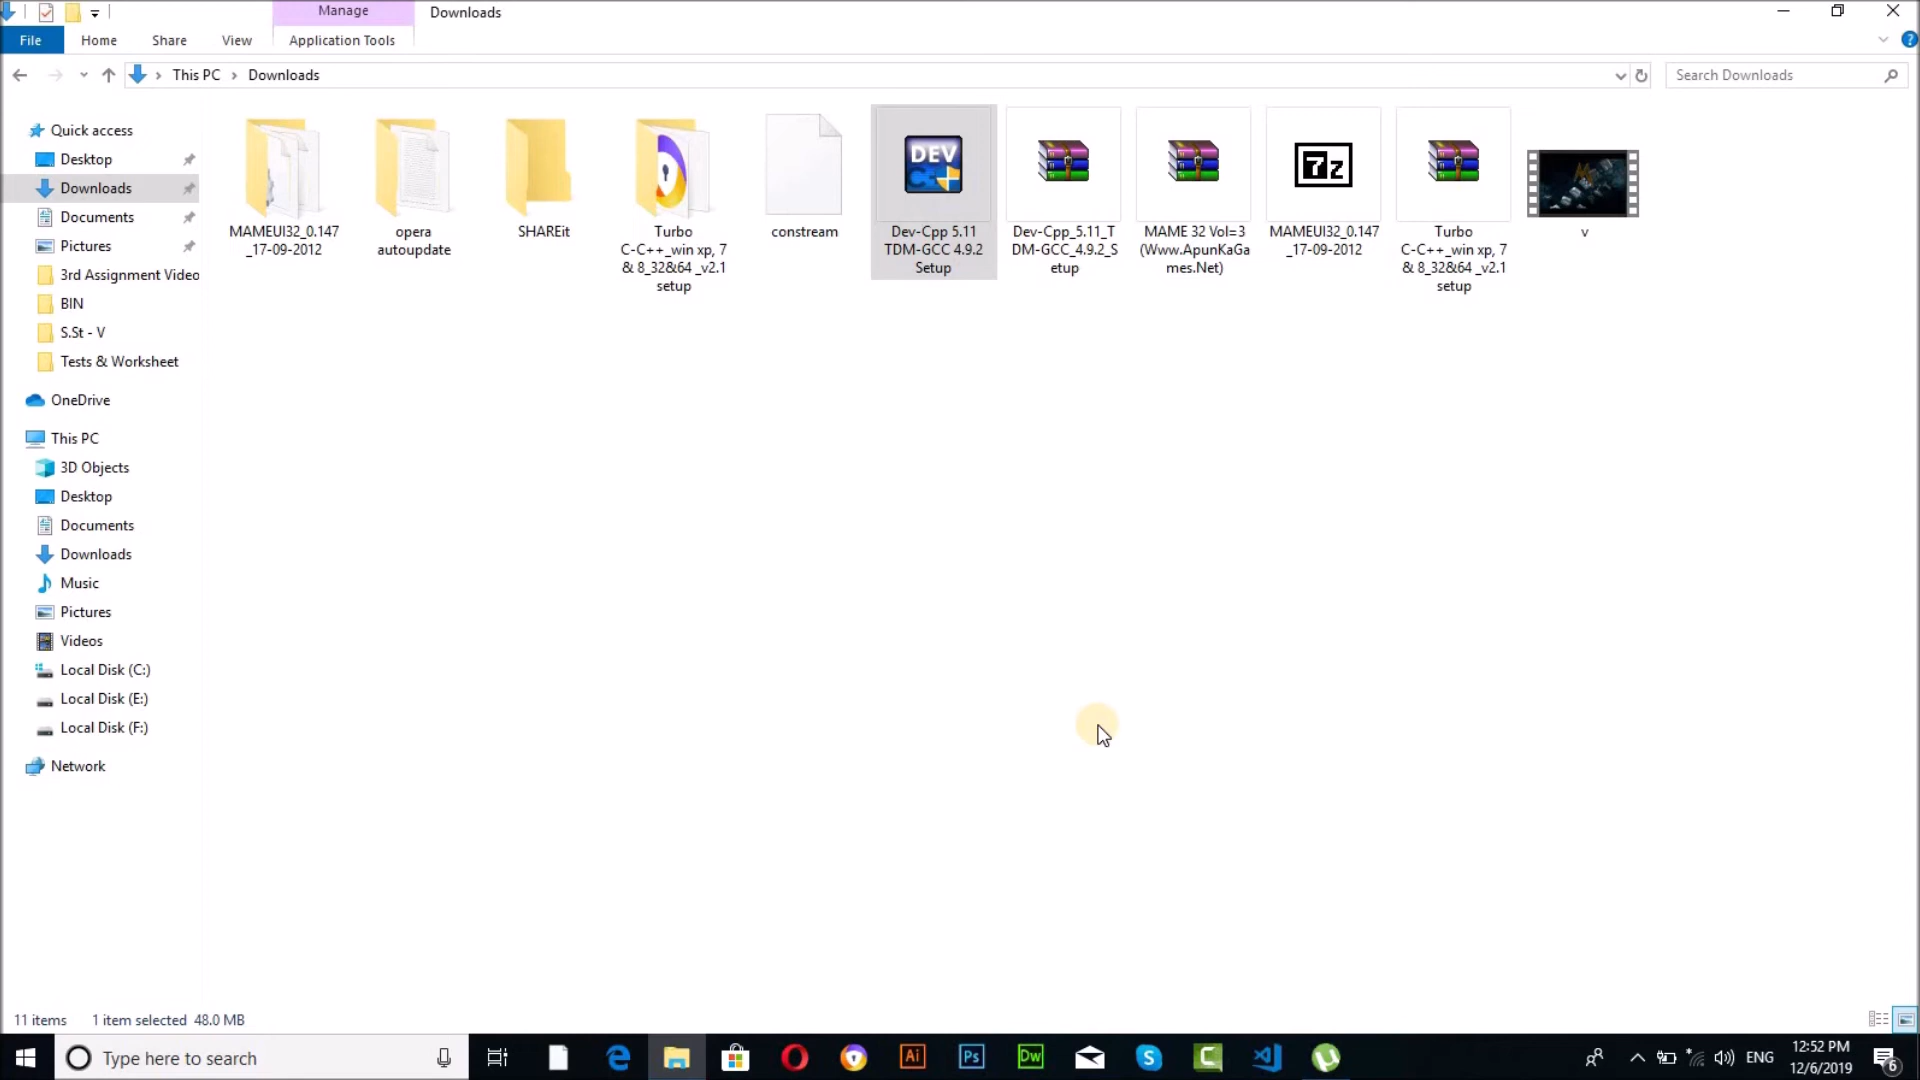 Manage
Downloads
File
Home
Share
View
Application Tools
This PC
Downloads
Search Downloads
Quick access
Desktop
Downloads
Documents
Pictures
3rd Assignment Video
BIN
S.St - V
Tests & Worksheet
OneDrive
This PC
3D Objects
Desktop
Documents
Downloads
Music
Pictures
Videos
Local Disk (C:)
Local Disk (E:)
Local Disk (F:)
Network
MAMEUI32_0.147
_17-09-2012
opera
autoupdate
SHAREit
Turbo
C-C++_win xp, 7
& 8_32&64 _v2.1
setup
constream
DEV
C++
Dev-Cpp 5.11
TDM-GCC 4.9.2
Setup
Dev-Cpp_5.11_T
DM-GCC_4.9.2_S
etup
MAME 32 Vol=3
(Www.ApunKaGa
mes.Net)
7z
MAMEUI32_0.147
_17-09-2012
Turbo
C-C++_win xp, 7
& 8_32&64 _v2.1
setup
v
11 items
1 item selected 48.0 MB
Type here to search
Ai
Ps
Dw
ENG
12:52 PM
12/6/2019
6